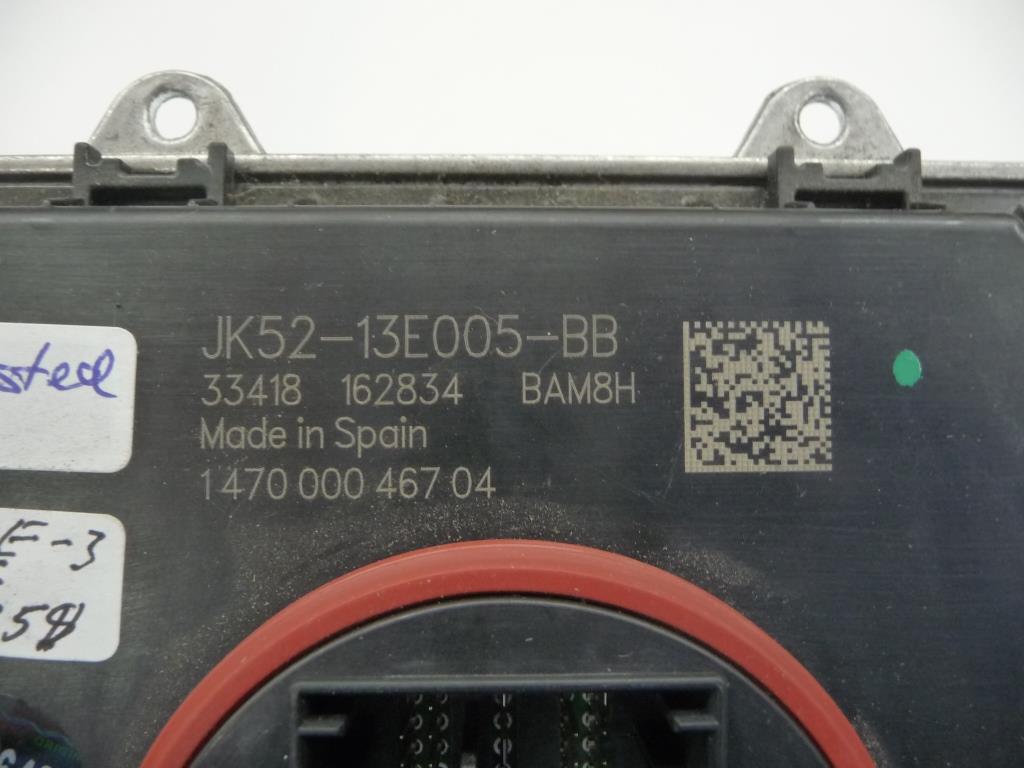 JK52-13E005-BB
33418 162834 BAM8H
Made in Spain
1 470 000 467 04